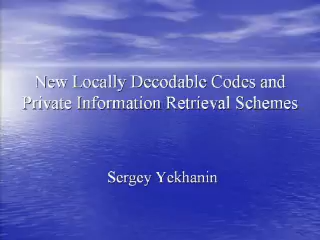 New Locally Decodable Codes and
Private Information Retrieval Schemes
Sergey Yekhanin